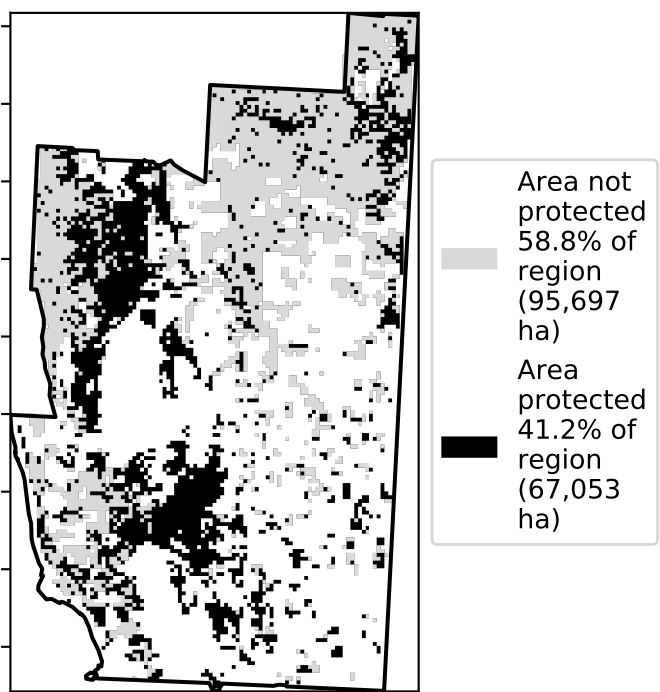 Area not
protected
58.8% of
region
(95,697
ha)
Area
protected
41.2% of
region
(67,053
ha)